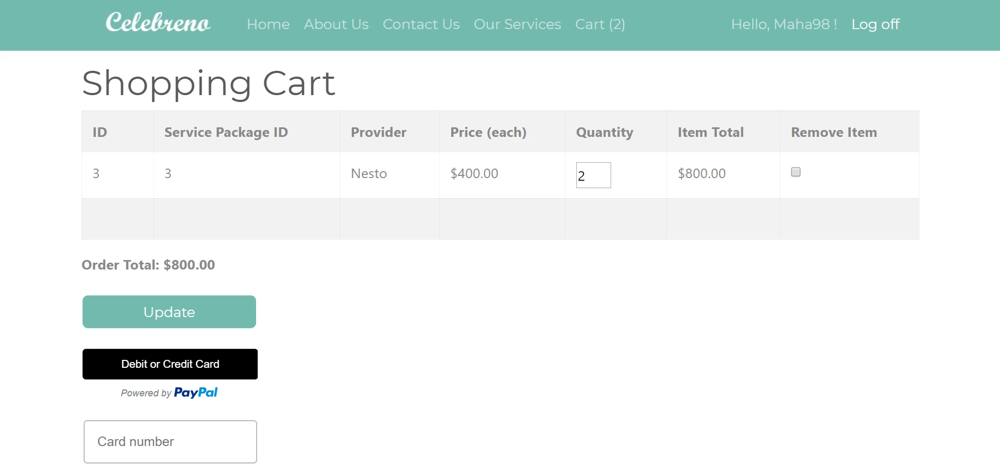 Celebreno Home About Us Contact Us Our Services Cart (2) Hello, Maha98 ! Log off
Shopping Cart
ID Service Package ID Provider Price (each) Quantity Item Total Remove Item
3 3 Nesto $400.00 2 $800.00
Order Total: $800.00
Update
Debit or Credit Card
Powered by PayPal
Card number